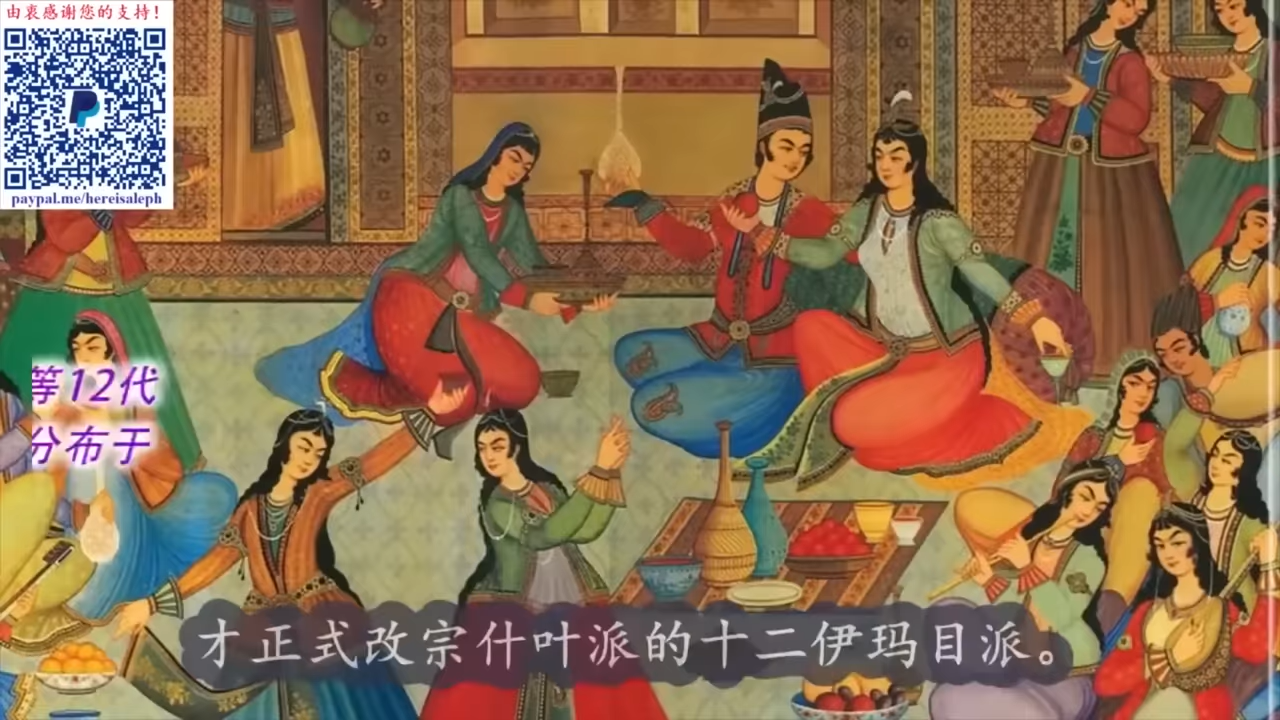 由衷感谢您的支持！
paypal.me/hereisaleph
等12代
分布于
才正式改宗什叶派的十二伊玛目派。